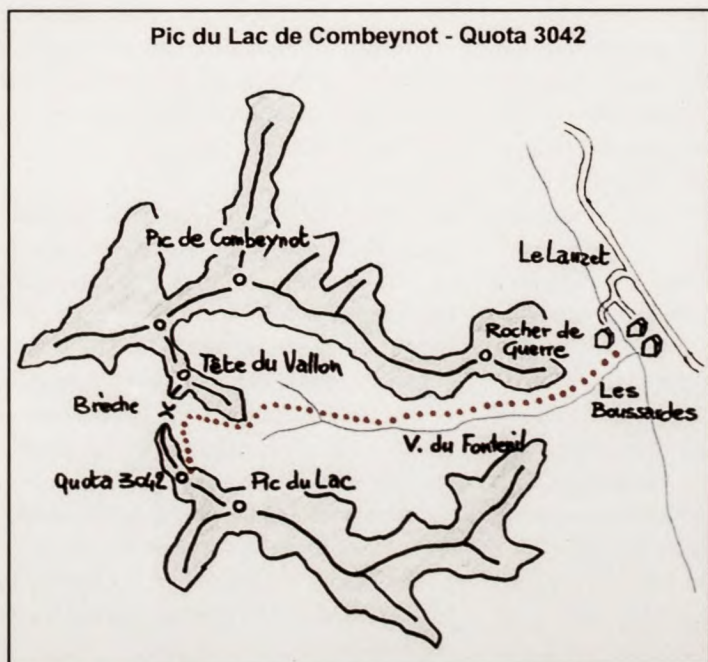 Pic du Lac de Combeynot - Quota 3042
Pic de Combeynot
Le Lauzet
Rocher de
Guerre
Tête du Vallon
Brèche
Les
Boussardes
V. du Fonteuil
Quota 3042
Pic du Lac